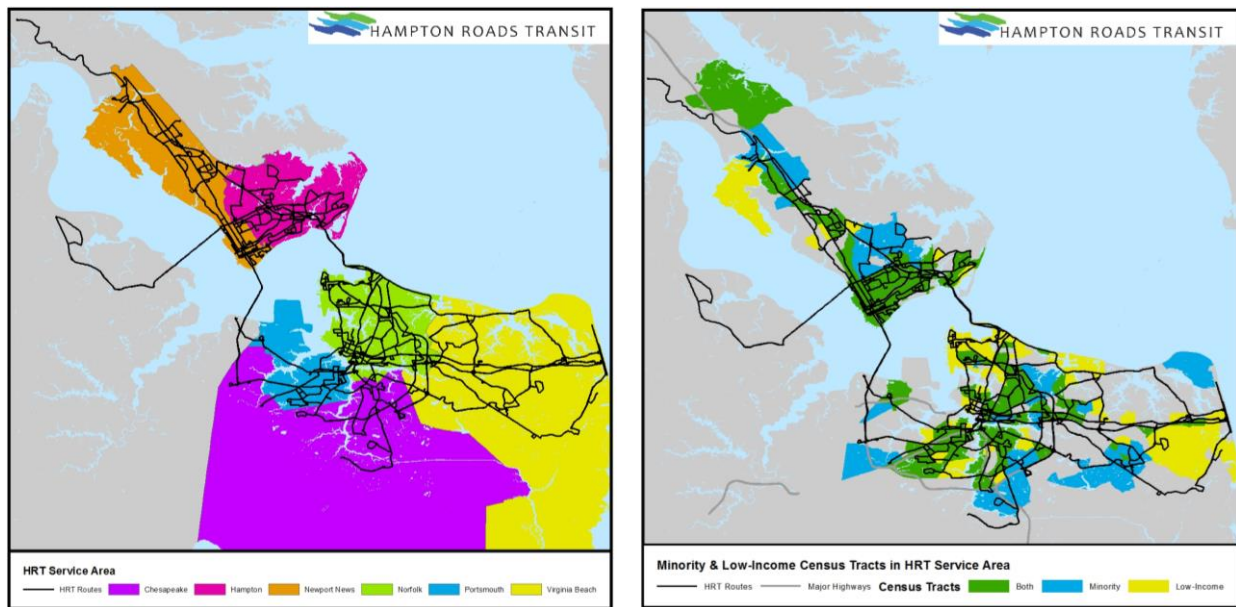 HAMPTON ROADS TRANSIT
HRT Service Area
HRT Routes Chesapeake Hampton Newport News Norfolk Portsmouth Virginia Beach
HAMPTON ROADS TRANSIT
Minority & Low-Income Census Tracts in HRT Service Area
HRT Routes Major Highways Census Tracts Both Minority Low-Income